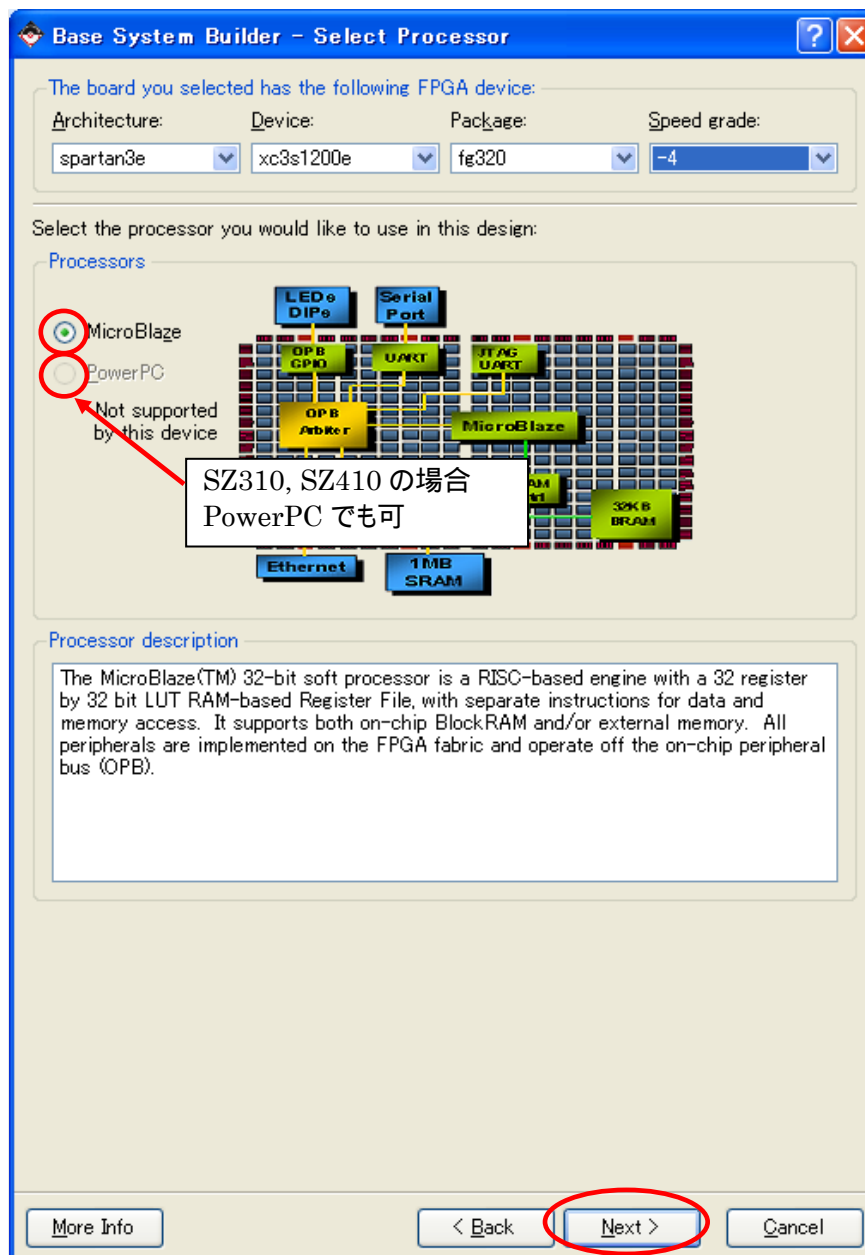 Base System Builder - Select Processor
The board you selected has the following FPGA device:
Architecture: Device: Package: Speed grade:
spartan3e xc3s1200e fg320 -4
Select the processor you would like to use in this design:
Processors
MicroBlaze
PowerPC
Not supported
by this device
LEDs
DIPs
Serial
Port
OPB
GPIO
UART
JTAG
UART
OPB
Arbiter
MicroBlaze
32KB
BRAM
Ethernet
1MB
SRAM
SZ310, SZ410 の場合
PowerPC でも可
Processor description
The MicroBlaze(TM) 32-bit soft processor is a RISC-based engine with a 32 register
by 32 bit LUT RAM-based Register File, with separate instructions for data and
memory access. It supports both on-chip BlockRAM and/or external memory. All
peripherals are implemented on the FPGA fabric and operate off the on-chip peripheral
bus (OPB).
More Info < Back Next > Cancel